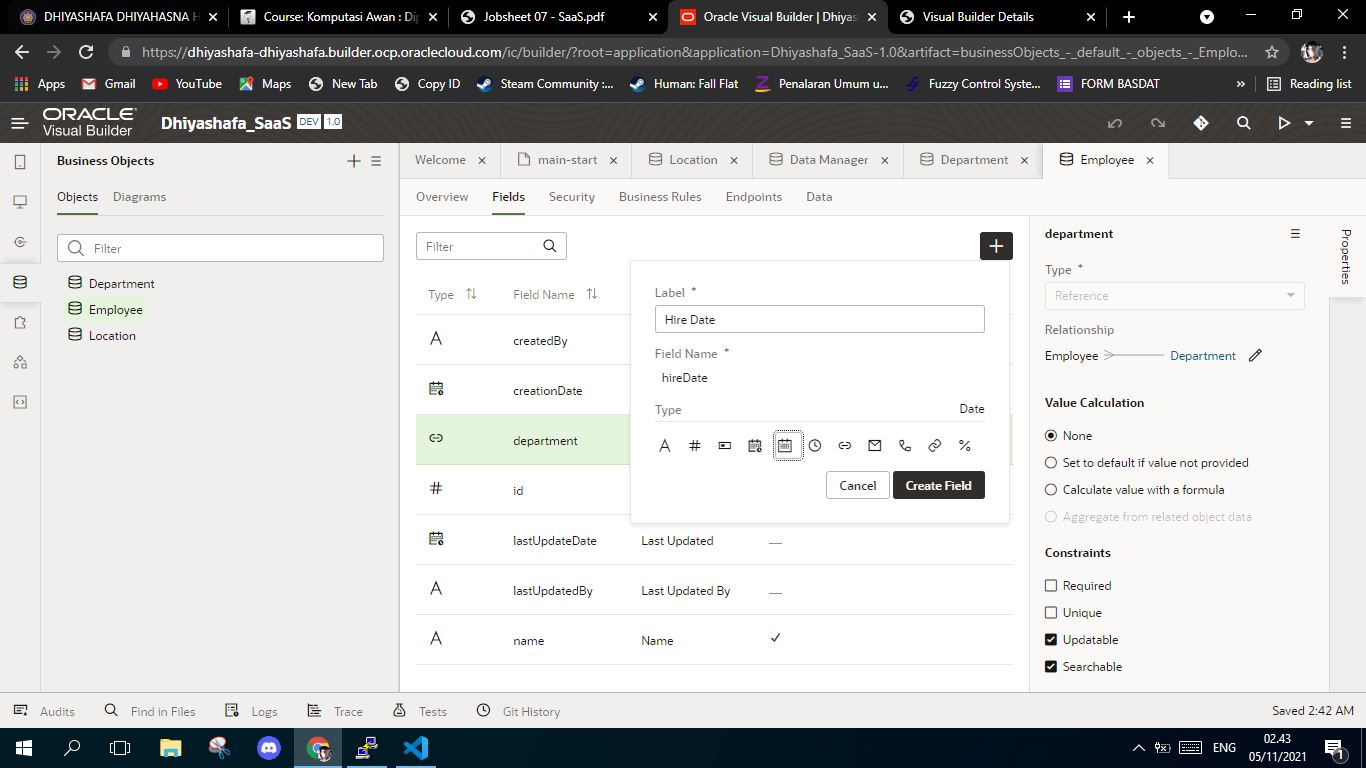 DHIYASHAFA DHIYAHASNA H
Course: Komputasi Awan : Dip
Jobsheet 07 - SaaS.pdf
Oracle Visual Builder | Dhiyash
Visual Builder Details
https://dhiyashafa-dhiyashafa.builder.ocp.oraclecloud.com/ic/builder/?root=application&application=Dhiyashafa_SaaS-1.0&artifact=businessObjects_-_default_-_objects_-_Emplo...
Apps Gmail YouTube Maps New Tab Copy ID Steam Community :... Human: Fall Flat Penalaran Umum u... Fuzzy Control Syste... FORM BASDAT » Reading list
ORACLE
Visual Builder
Dhiyashafa_SaaS DEV 1.0
Business Objects
Objects Diagrams
Filter
Department
Employee
Location
Welcome main-start Location Data Manager Department Employee
Overview Fields Security Business Rules Endpoints Data
Filter
Type Field Name
A createdBy
creationDate
department
# id
lastUpdateDate Last Updated
A lastUpdatedBy Last Updated By
A name Name
Label *
Hire Date
Field Name *
hireDate
Type Date
A # %
Cancel Create Field
department
Type *
Reference
Relationship
Employee Department
Value Calculation
None
Set to default if value not provided
Calculate value with a formula
Aggregate from related object data
Constraints
Required
Unique
Updatable
Searchable
Properties
Audits Find in Files Logs Trace Tests Git History Saved 2:42 AM
ENG
02.43
05/11/2021
1